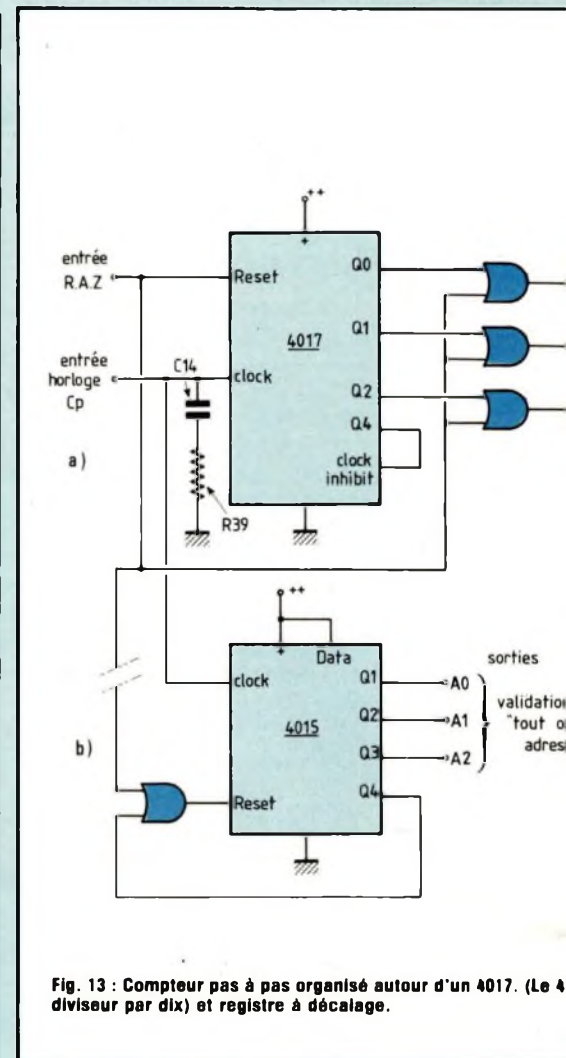 ++
entrée
R.A.Z
+
Reset
Q0
4017
Q1
entrée
horloge
Cp
C14
clock
Q2
a)
Q4
clock
inhibit
R39
++
+
Data
sorties
clock
Q1
A0
validation
4015
Q2
A1
"tout o
b)
Q3
A2
adres
Q4
Reset
Fig. 13 : Compteur pas à pas organisé autour d'un 4017. (Le 4
diviseur par dix) et registre à décalage.